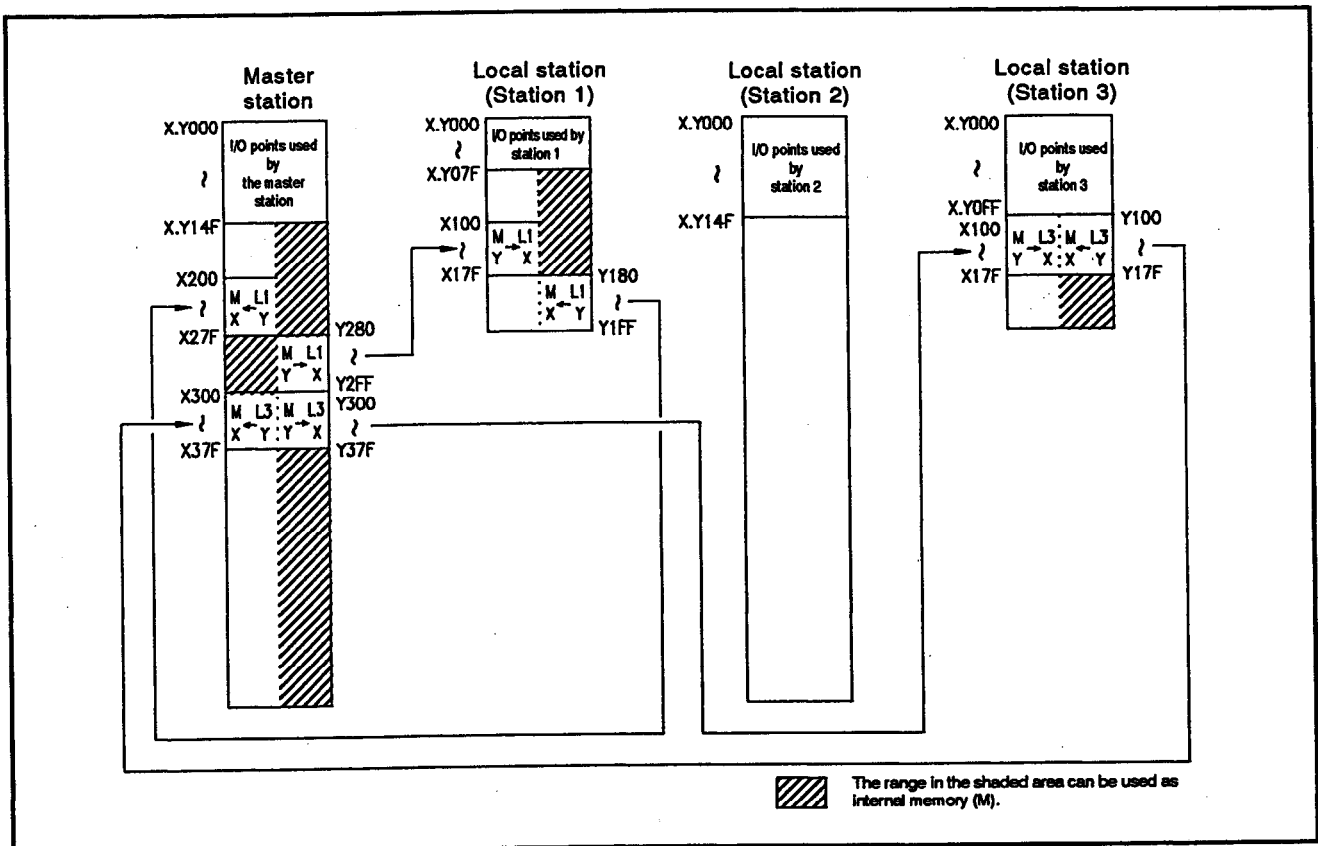 Master
station
X.Y000
I/O points used
by
the master
station
~
X.Y14F
X200
~
M ← L1
X Y
X27F
Y280
M → L1
Y X
~
Y2FF
X300
Y300
~
M ← L3
X Y
M → L3
Y X
~
X37F
Y37F
Local station
(Station 1)
X.Y000
~
I/O points used by
station 1
X.Y07F
X100
~
M → L1
Y X
X17F
Y180
M ← L1
X Y
~
Y1FF
Local station
(Station 2)
X.Y000
~
I/O points used
by
station 2
X.Y14F
Local station
(Station 3)
X.Y000
~
I/O points used
by
station 3
X.Y0FF
X100
Y100
~
M → L3
Y X
M ← L3
X Y
~
X17F
Y17F
The range in the shaded area can be used as
internal memory (M).